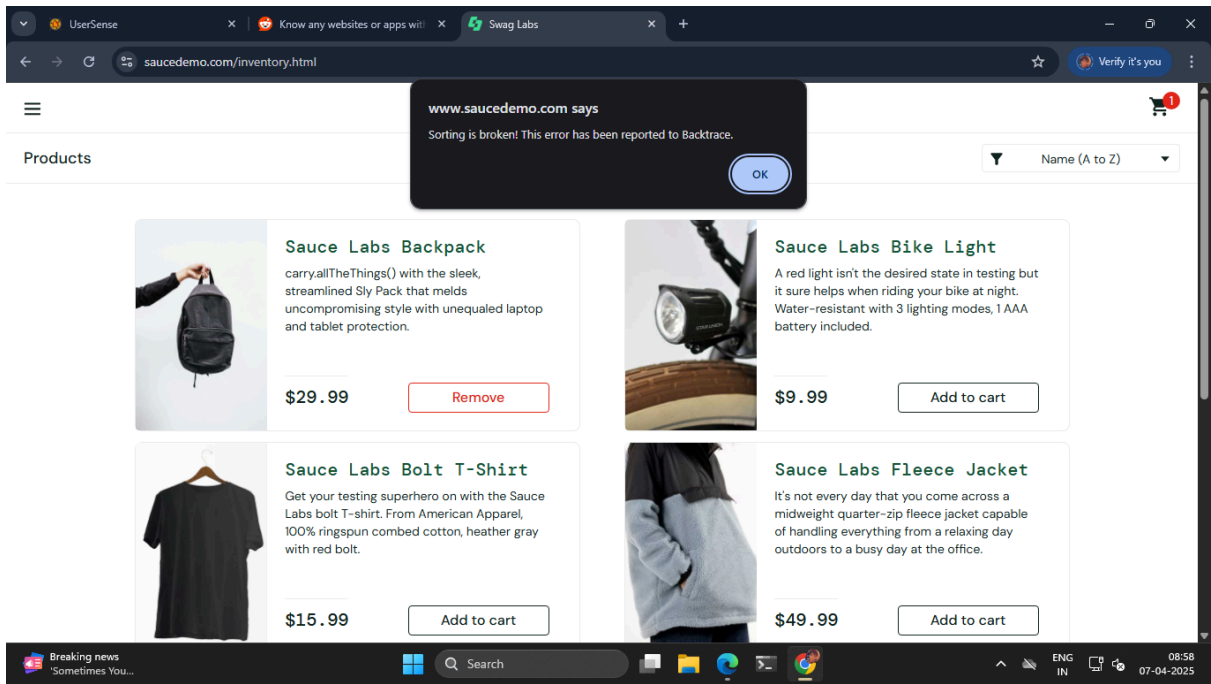 UserSense
Know any websites or apps with
Swag Labs
saucedemo.com/inventory.html
Verify it's you
www.saucedemo.com says
Sorting is broken! This error has been reported to Backtrace.
OK
1
Products
Name (A to Z)
Sauce Labs Backpack
carry.allTheThings() with the sleek,
streamlined Sly Pack that melds
uncompromising style with unequaled laptop
and tablet protection.
$29.99
Remove
Sauce Labs Bike Light
A red light isn't the desired state in testing but
it sure helps when riding your bike at night.
Water-resistant with 3 lighting modes, 1 AAA
battery included.
$9.99
Add to cart
Sauce Labs Bolt T-Shirt
Get your testing superhero on with the Sauce
Labs bolt T-shirt. From American Apparel,
100% ringspun combed cotton, heather gray
with red bolt.
$15.99
Add to cart
Sauce Labs Fleece Jacket
It's not every day that you come across a
midweight quarter-zip fleece jacket capable
of handling everything from a relaxing day
outdoors to a busy day at the office.
$49.99
Add to cart
Breaking news
'Sometimes You...
Search
ENG
IN
08:58
07-04-2025